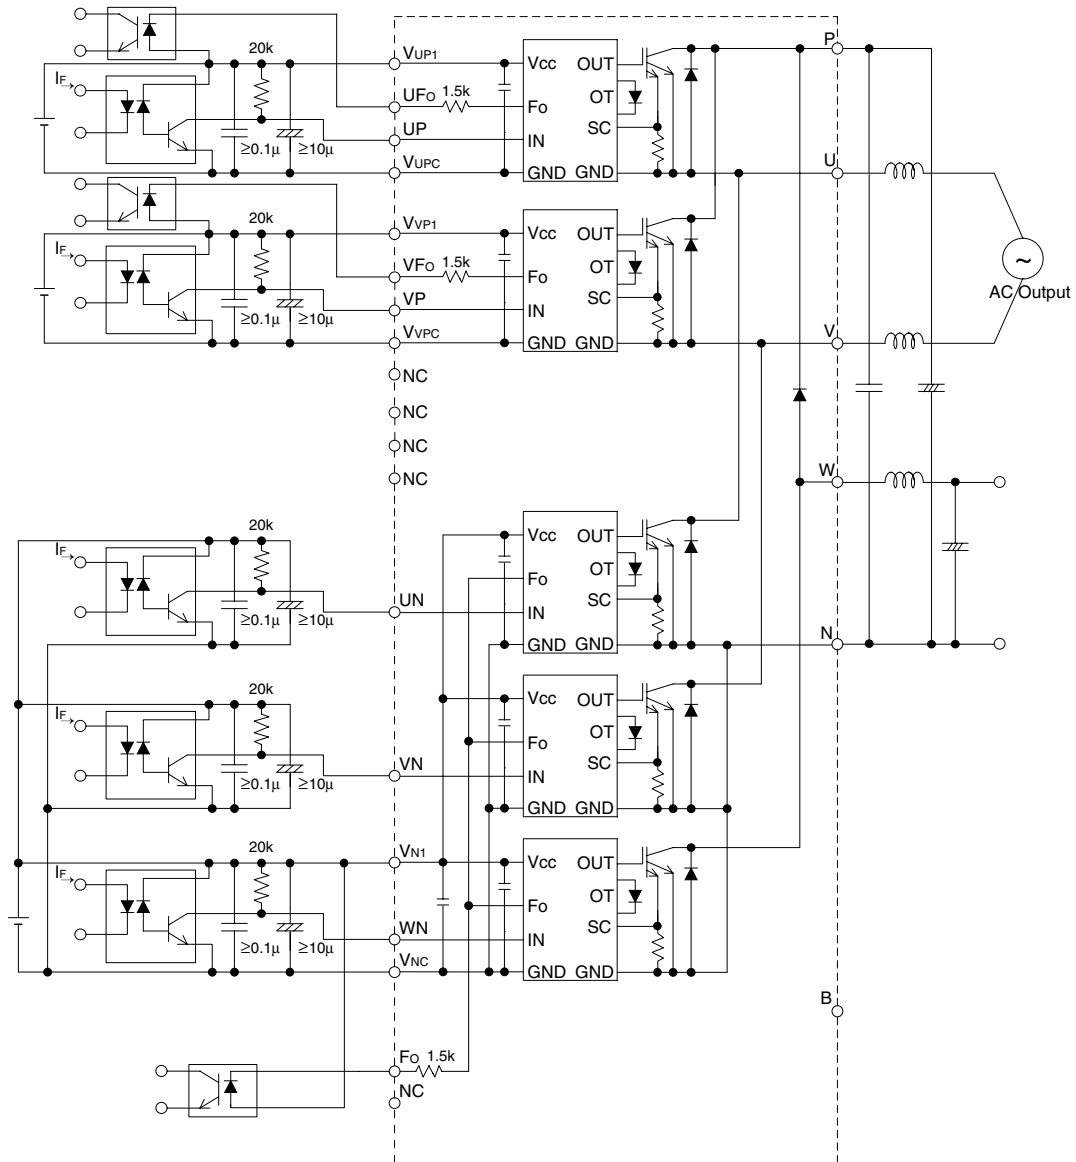 20k
VUP1
Vcc OUT
P
IF
UFO 1.5k
Fo OT
UP
IN SC
≥0.1µ ≥10µ
VUPC
GND GND
U
20k
VVP1
Vcc OUT
IF
VFO 1.5k
Fo OT
AC Output
~
VP
IN SC
≥0.1µ ≥10µ
VVPC
GND GND
V
NC
NC
NC
NC
W
20k
Vcc OUT
IF
Fo OT
UN
IN SC
≥0.1µ ≥10µ
GND GND
N
20k
Vcc OUT
IF
Fo OT
VN
IN SC
≥0.1µ ≥10µ
GND GND
20k
VN1
Vcc OUT
IF
Fo OT
WN
IN SC
≥0.1µ ≥10µ
VNC
GND GND
B
FO 1.5k
NC